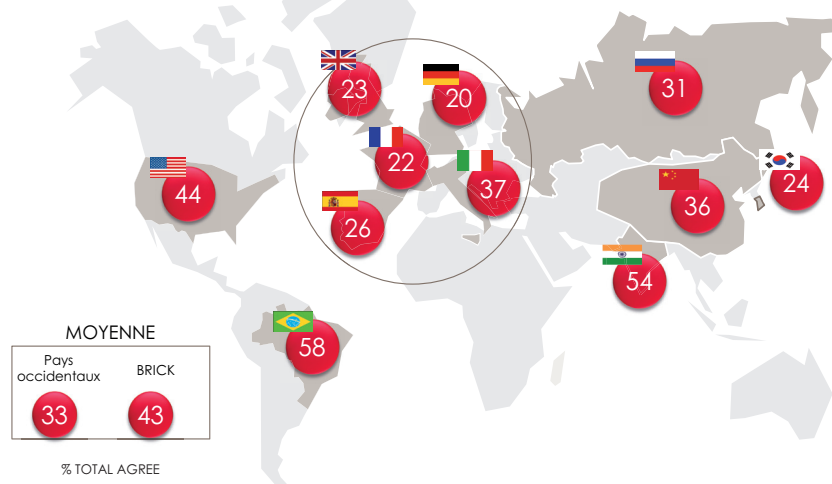 23
20
31
22
24
44
37
36
26
54
58
MOYENNE
Pays
occidentaux
BRICK
33
43
% TOTAL AGREE